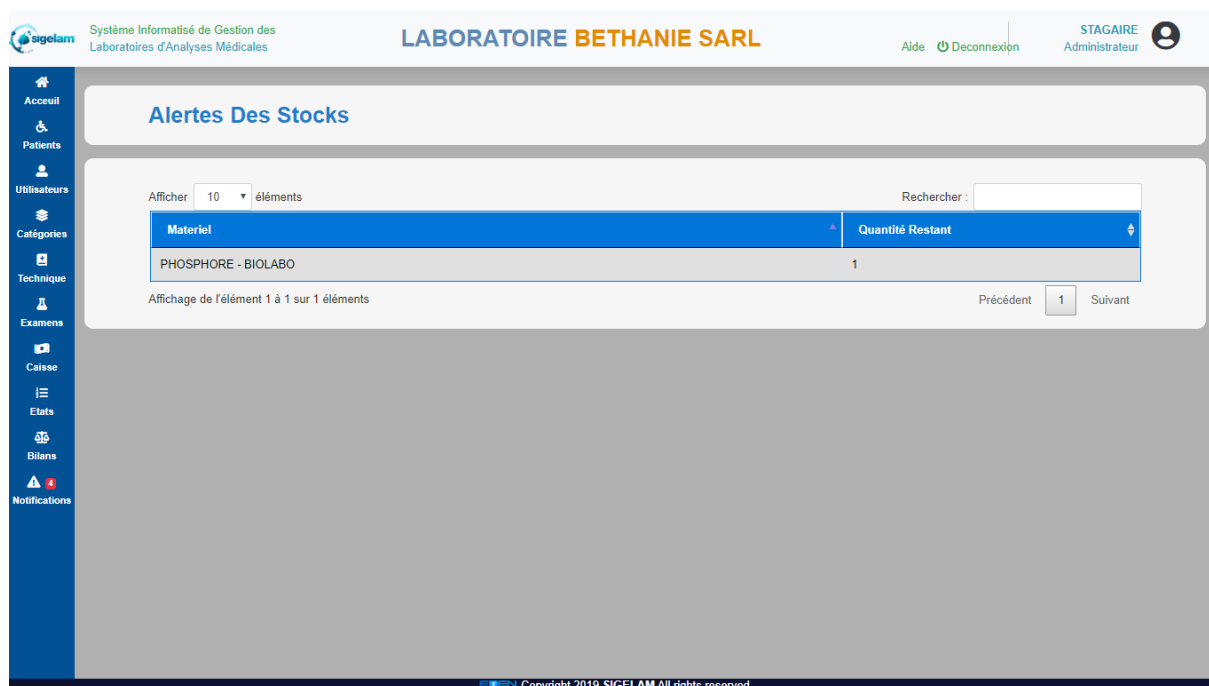 sigelam
Système Informatisé de Gestion des
Laboratoires d'Analyses Médicales
LABORATOIRE BETHANIE SARL
Aide Deconnexion
STAGAIRE
Administrateur
Acceuil
Patients
Utilisateurs
Catégories
Technique
Examens
Caisse
Etats
Bilans
4
Notifications
Alertes Des Stocks
Afficher 10 éléments
Rechercher :
Materiel Quantité Restant
PHOSPHORE - BIOLABO 1
Affichage de l'élément 1 à 1 sur 1 éléments
Précédent 1 Suivant
Copyright 2019 SIGELAM All rights reserved